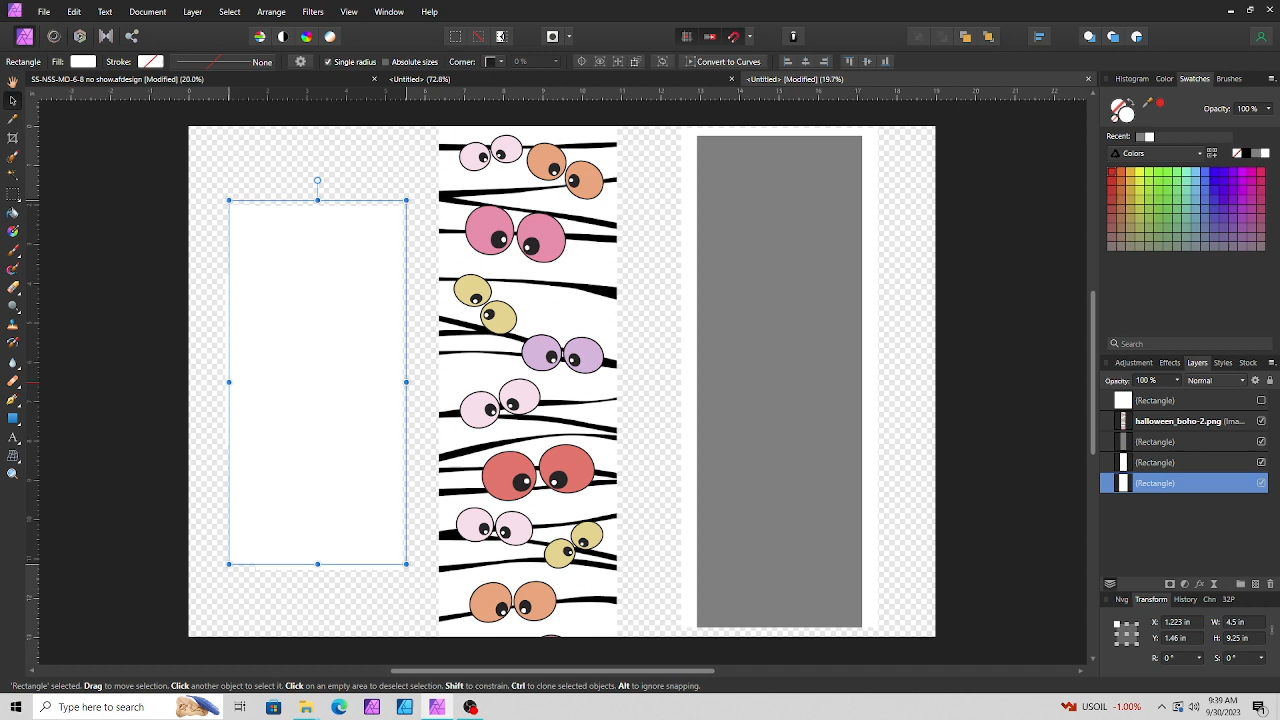 File Edit Text Document Layer Select Arrange Filters View Window Help
Rectangle Fill: Stroke: None Single radius Absolute sizes Corner: 0 % Convert to Curves
SS-NSS-MD-6-8 no show.afdesign [Modified] (20.0%) <Untitled> (72.8%) <Untitled> [Modified] (19.7%)
Histogram Color Swatches Brushes
Opacity: 100 %
Recent:
Colors
Search
Adjustment Effects Layers Styles Stock
Opacity: 100 % Normal
(Rectangle)
(Rectangle)
(Rectangle)
(Rectangle)
Nvg Transform History Chn 32P
X: 1.23 in W: 4.5 in
Y: 1.46 in H: 9.25 in
R: 0 ° S: 0 °
'Rectangle' selected. Drag to move selection. Click another object to select it. Click on an empty area to deselect selection. Shift to constrain. Ctrl to clone selected objects. Alt to ignore snapping.
Type here to search
USOIL -1.00%
9:39 AM
9/30/2023